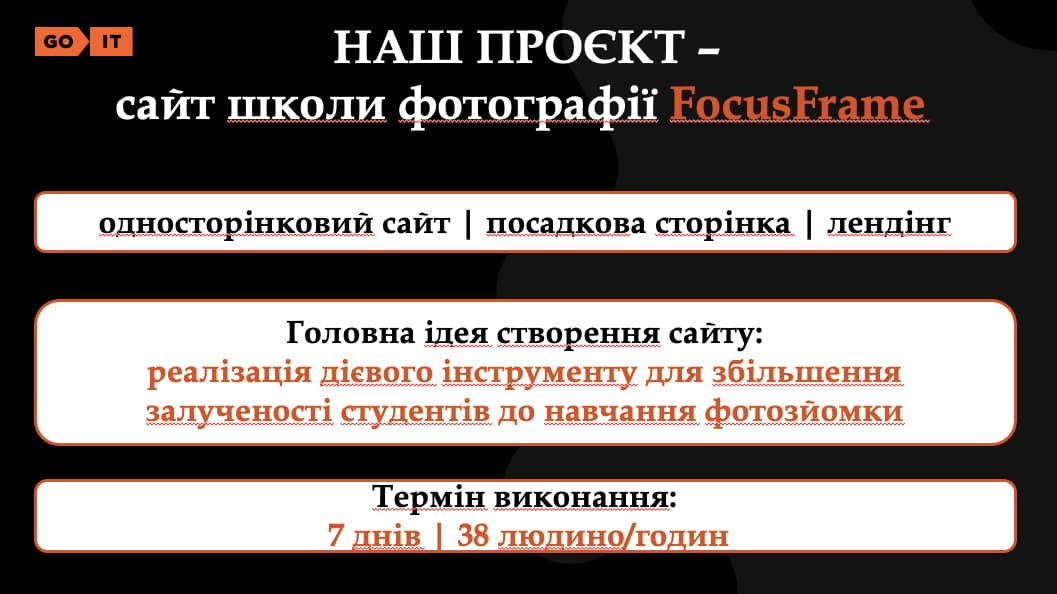 GO IT
НАШ ПРОЄКТ –
сайт школи фотографії FocusFrame
односторінковий сайт | посадкова сторінка | лендінг
Головна ідея створення сайту:
реалізація дієвого інструменту для збільшення
залученості студентів до навчання фотозйомки
Термін виконання:
7 днів | 38 людино/годин